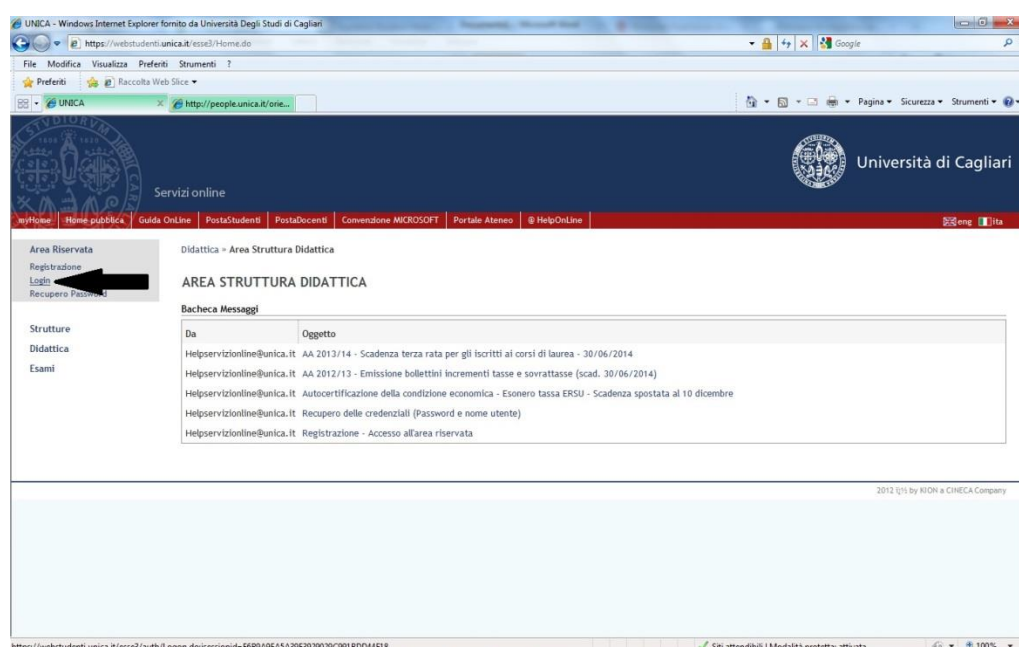 UNICA - Windows Internet Explorer fornito da Università Degli Studi di Cagliari
https://webstudenti.unica.it/esse3/Home.do
Google
File Modifica Visualizza Preferiti Strumenti ?
Preferiti Raccolta Web Slice
UNICA http://people.unica.it/orie... Pagina Sicurezza Strumenti
Servizi online
Università di Cagliari
myHome Home pubblica Guida OnLine PostaStudenti PostaDocenti Convenzione MICROSOFT Portale Ateneo @ HelpOnLine eng ita
Area Riservata
Registrazione
Login
Recupero Password
Strutture
Didattica
Esami
Didattica » Area Struttura Didattica
AREA STRUTTURA DIDATTICA
Bacheca Messaggi
Da Oggetto
Helpservizionline@unica.it AA 2013/14 - Scadenza terza rata per gli iscritti ai corsi di laurea - 30/06/2014
Helpservizionline@unica.it AA 2012/13 - Emissione bollettini incrementi tasse e sovrattasse (scad. 30/06/2014)
Helpservizionline@unica.it Autocertificazione della condizione economica - Esonero tassa ERSU - Scadenza spostata al 10 dicembre
Helpservizionline@unica.it Recupero delle credenziali (Password e nome utente)
Helpservizionline@unica.it Registrazione - Accesso all'area riservata
2012 by KION a CINECA Company
Siti attendibili | Modalità protetta: attivata 100%